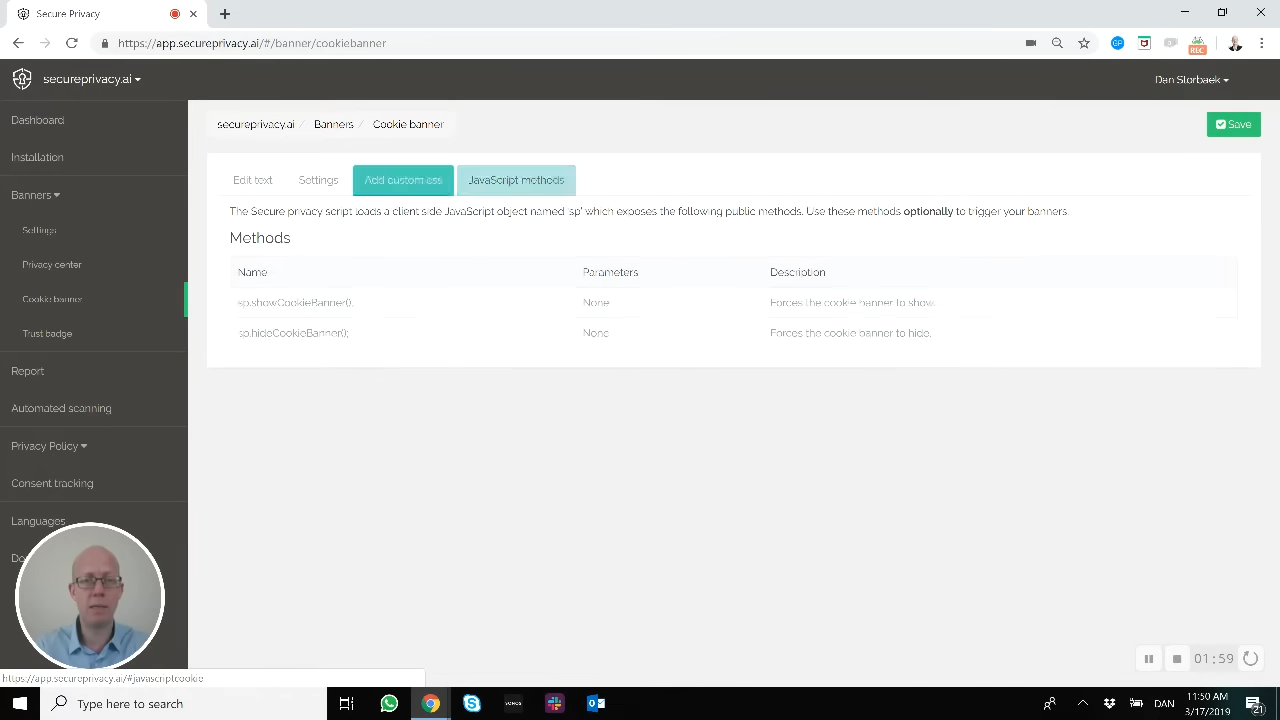 Secure Privacy
https://app.secureprivacy.ai/#/banner/cookiebanner
GP
REC
secureprivacy.ai
Dan Storbaek
Dashboard
Installation
Banners
Settings
Privacy center
Cookie banner
Trust badge
Report
Automated scanning
Privacy Policy
Consent tracking
Languages
secureprivacy.ai / Banners / Cookie banner
Save
Edit text
Settings
Add custom css
JavaScript methods
The Secure privacy script loads a client side JavaScript object named 'sp' which exposes the following public methods. Use these methods optionally to trigger your banners.
Methods
Name Parameters Description
sp.showCookieBanner(); None Forces the cookie banner to show.
sp.hideCookieBanner(); None Forces the cookie banner to hide.
01:59
https://app.secureprivacy.ai/#javascriptcookie
Type here to search
SONOS
DAN
11:50 AM
3/17/2019
21